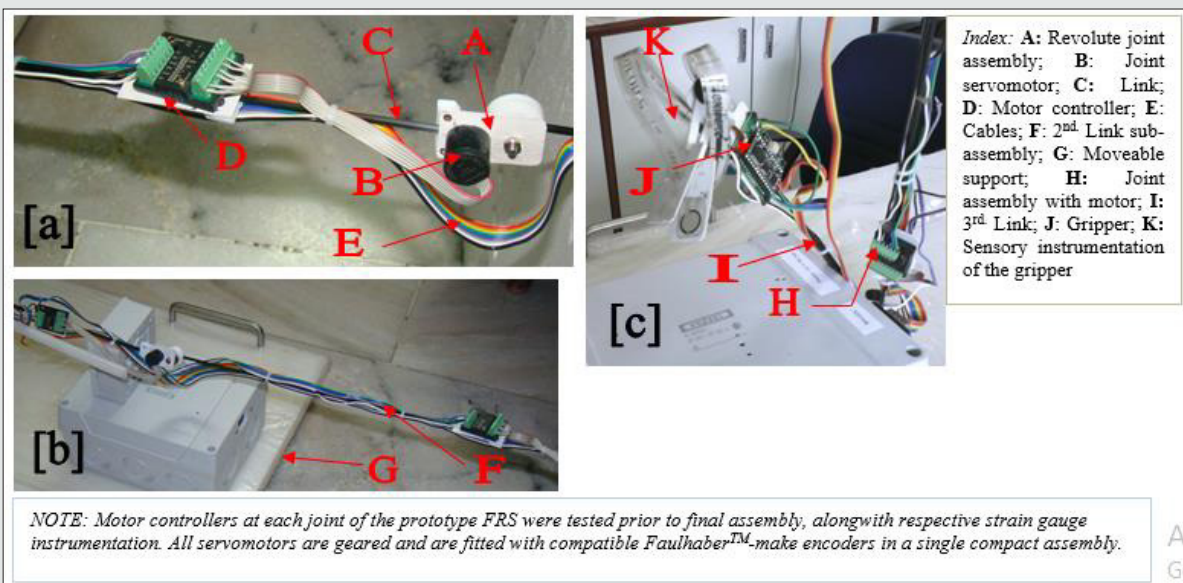 C
A
D
B
E
[a]
K
J
I
H
[c]
Index: A: Revolute joint
assembly; B: Joint
servomotor; C: Link;
D: Motor controller; E:
Cables; F: 2nd. Link sub-
assembly; G: Moveable
support; H: Joint
assembly with motor; I:
3rd. Link; J: Gripper; K:
Sensory instrumentation
of the gripper
[b]
G
F
NOTE: Motor controllers at each joint of the prototype FRS were tested prior to final assembly, alongwith respective strain gauge
instrumentation. All servomotors are geared and are fitted with compatible Faulhaber™-make encoders in a single compact assembly.
A
G